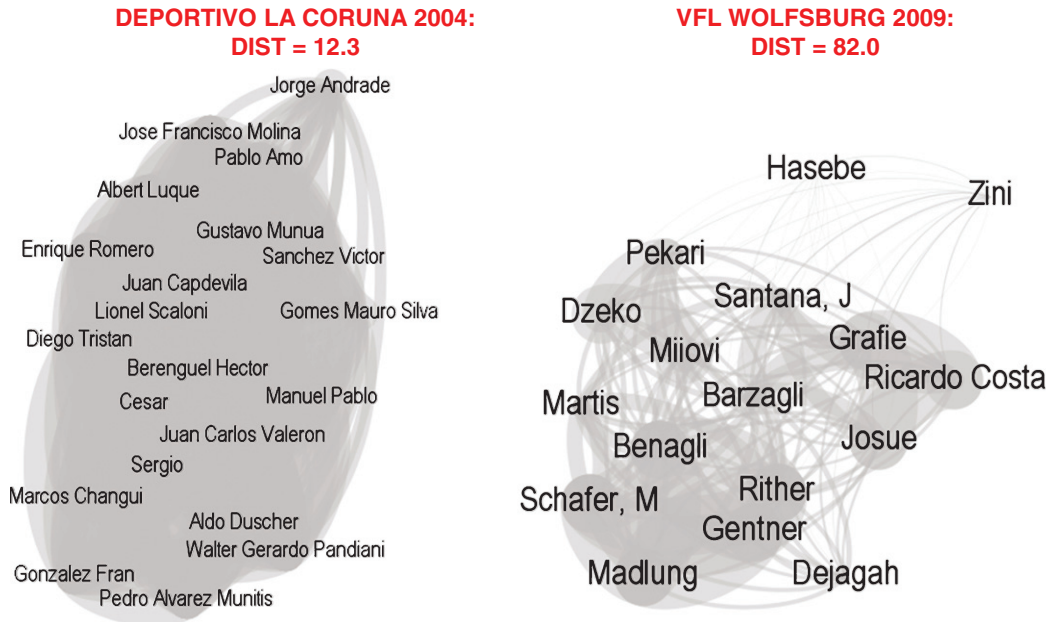 DEPORTIVO LA CORUNA 2004:
DIST = 12.3
Jorge Andrade
Jose Francisco Molina
Pablo Amo
Albert Luque
Gustavo Munua
Enrique Romero
Sanchez Victor
Juan Capdevila
Lionel Scaloni
Gomes Mauro Silva
Diego Tristan
Berenguel Hector
Cesar
Manuel Pablo
Juan Carlos Valeron
Sergio
Marcos Changui
Aldo Duscher
Walter Gerardo Pandiani
Gonzalez Fran
Pedro Alvarez Munitis
VFL WOLFSBURG 2009:
DIST = 82.0
Hasebe
Zini
Pekari
Santana, J
Dzeko
Grafie
Miiovi
Ricardo Costa
Barzagli
Martis
Josue
Benagli
Rither
Schafer, M
Gentner
Madlung
Dejagah